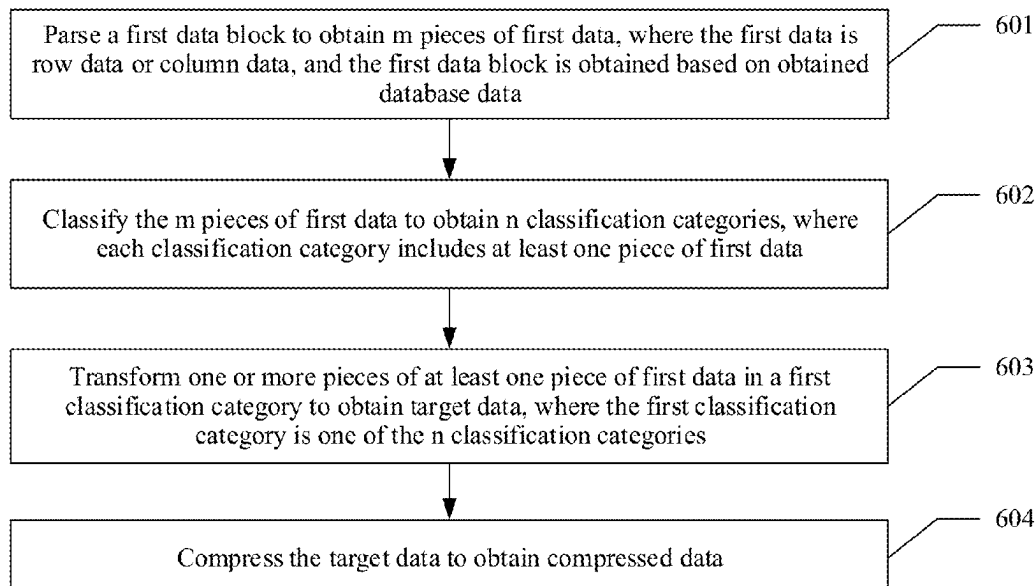 Parse a first data block to obtain m pieces of first data, where the first data is
row data or column data, and the first data block is obtained based on obtained
database data
601
Classify the m pieces of first data to obtain n classification categories, where
each classification category includes at least one piece of first data
602
Transform one or more pieces of at least one piece of first data in a first
classification category to obtain target data, where the first classification
category is one of the n classification categories
603
Compress the target data to obtain compressed data
604